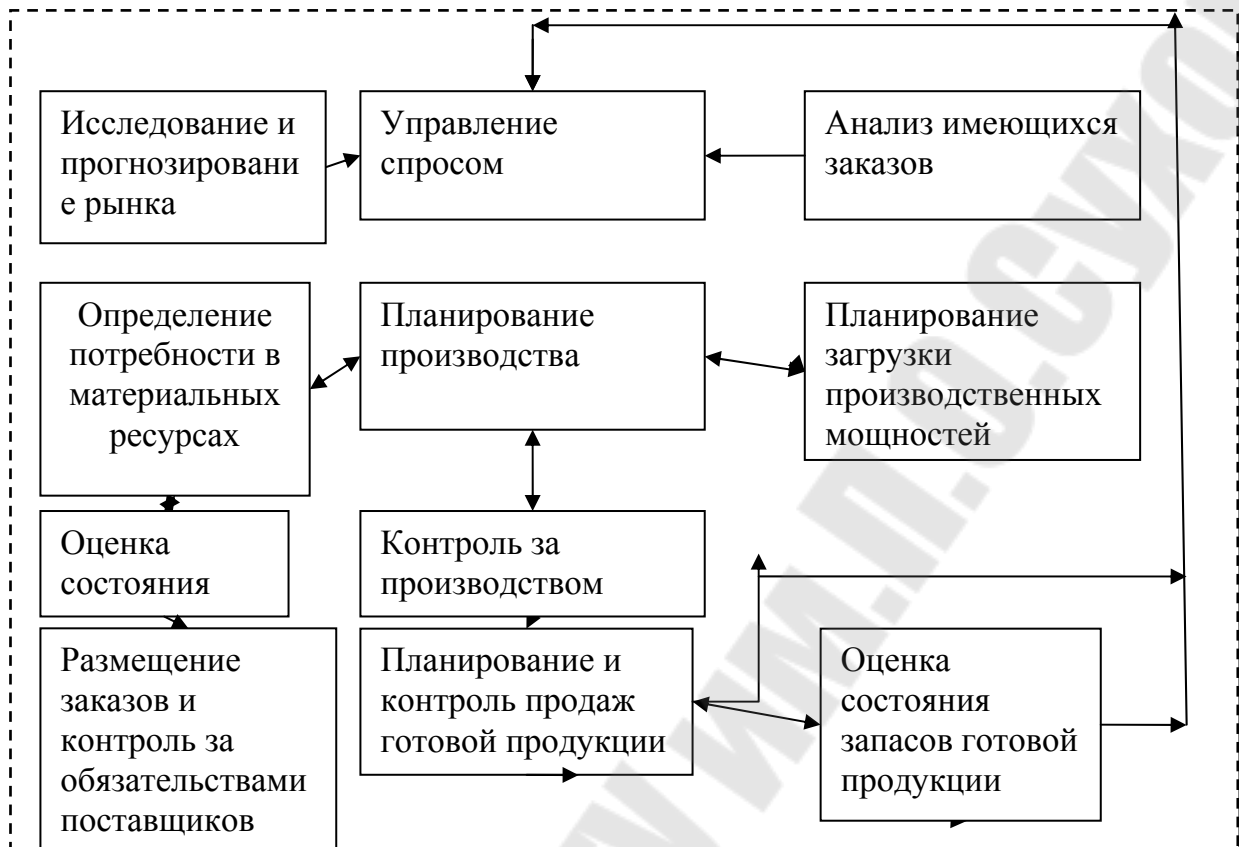 Исследование и
прогнозировани
е рынка
Управление
спросом
Анализ имеющихся
заказов
Определение
потребности в
материальных
ресурсах
Планирование
производства
Планирование
загрузки
производственных
мощностей
Оценка
состояния
Контроль за
производством
Размещение
заказов и
контроль за
обязательствами
поставщиков
Планирование и
контроль продаж
готовой продукции
Оценка
состояния
запасов готовой
продукции
им.П.О.Сухо